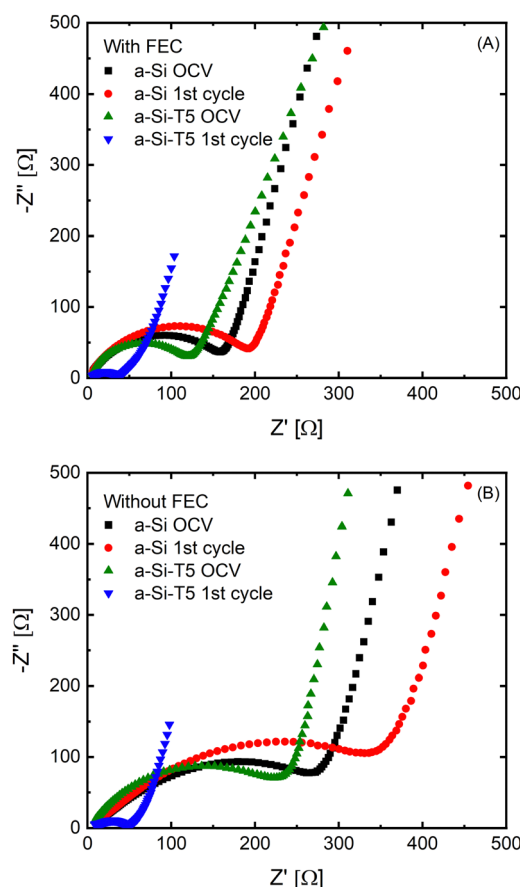 500
With FEC
(A)
a-Si OCV
a-Si 1st cycle
400
a-Si-T5 OCV
a-Si-T5 1st cycle
300
-Z'' [Ω]
200
100
0
0 100 200 300 400 500
Z' [Ω]
500
Without FEC
(B)
a-Si OCV
a-Si 1st cycle
400
a-Si-T5 OCV
a-Si-T5 1st cycle
300
-Z'' [Ω]
200
100
0
0 100 200 300 400 500
Z' [Ω]